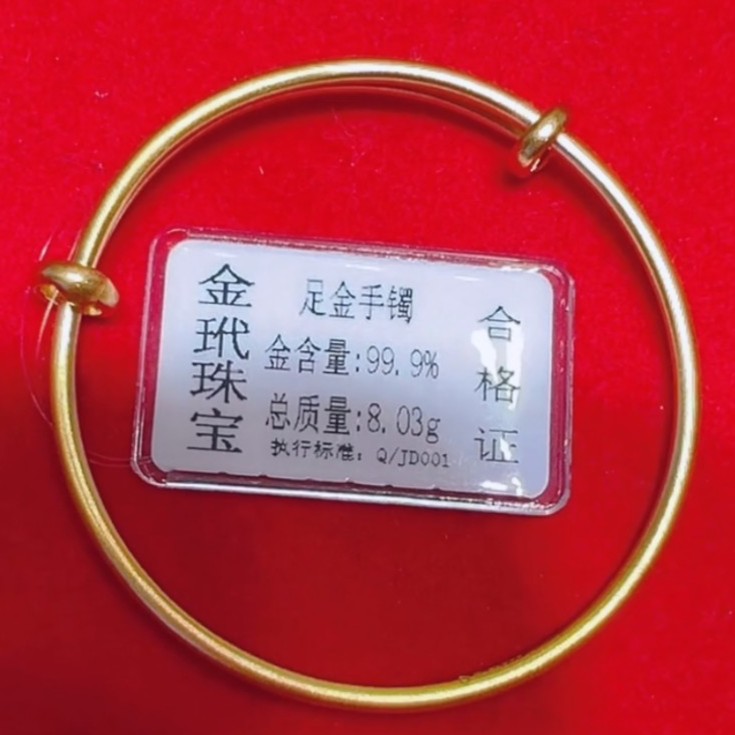 金玳珠宝
足金手镯
金含量:99.9%
总质量:8.03g
执行标准: Q/JD001
合格证